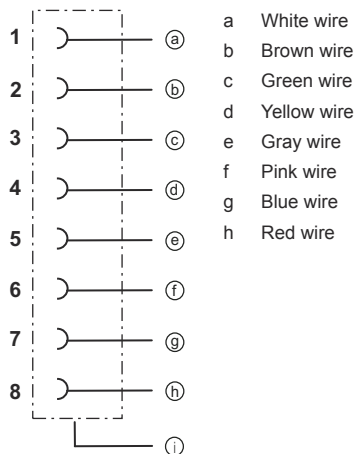 1 a
2 b
3 c
4 d
5 e
6 f
7 g
8 h
i
a White wire
b Brown wire
c Green wire
d Yellow wire
e Gray wire
f Pink wire
g Blue wire
h Red wire